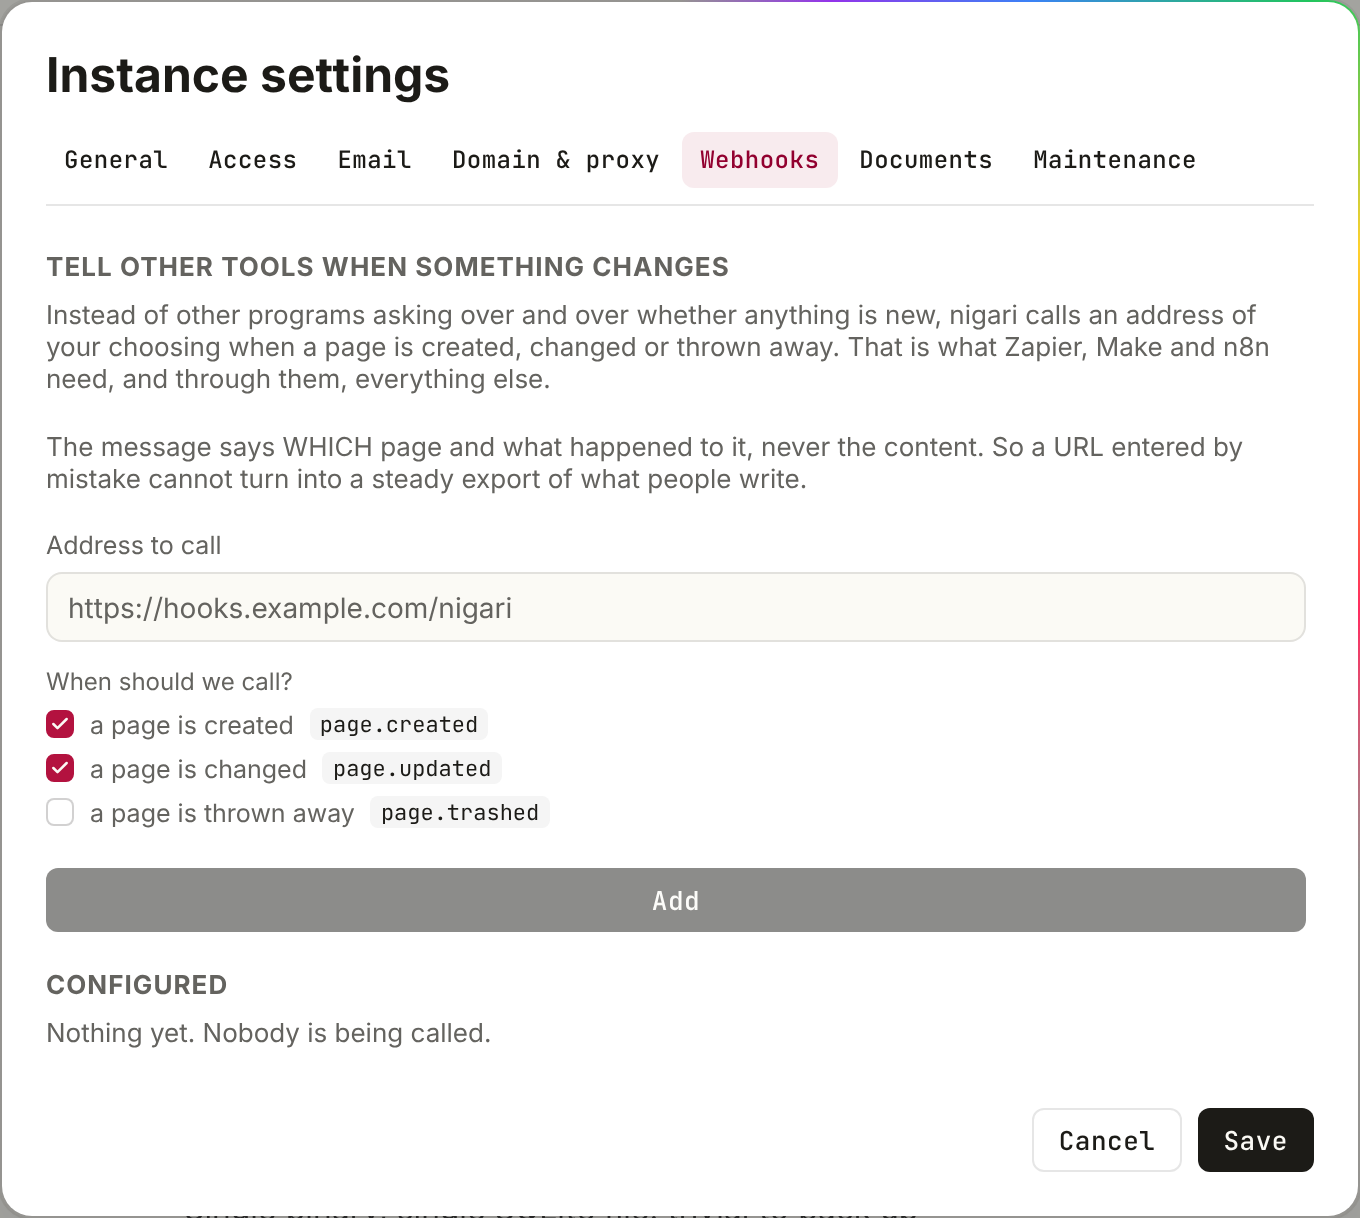 Instance settings
General Access Email Domain & proxy Webhooks Documents Maintenance
TELL OTHER TOOLS WHEN SOMETHING CHANGES
Instead of other programs asking over and over whether anything is new, nigari calls an address of
your choosing when a page is created, changed or thrown away. That is what Zapier, Make and n8n
need, and through them, everything else.
The message says WHICH page and what happened to it, never the content. So a URL entered by
mistake cannot turn into a steady export of what people write.
Address to call
https://hooks.example.com/nigari
When should we call?
a page is created page.created
a page is changed page.updated
a page is thrown away page.trashed
Add
CONFIGURED
Nothing yet. Nobody is being called.
Cancel Save